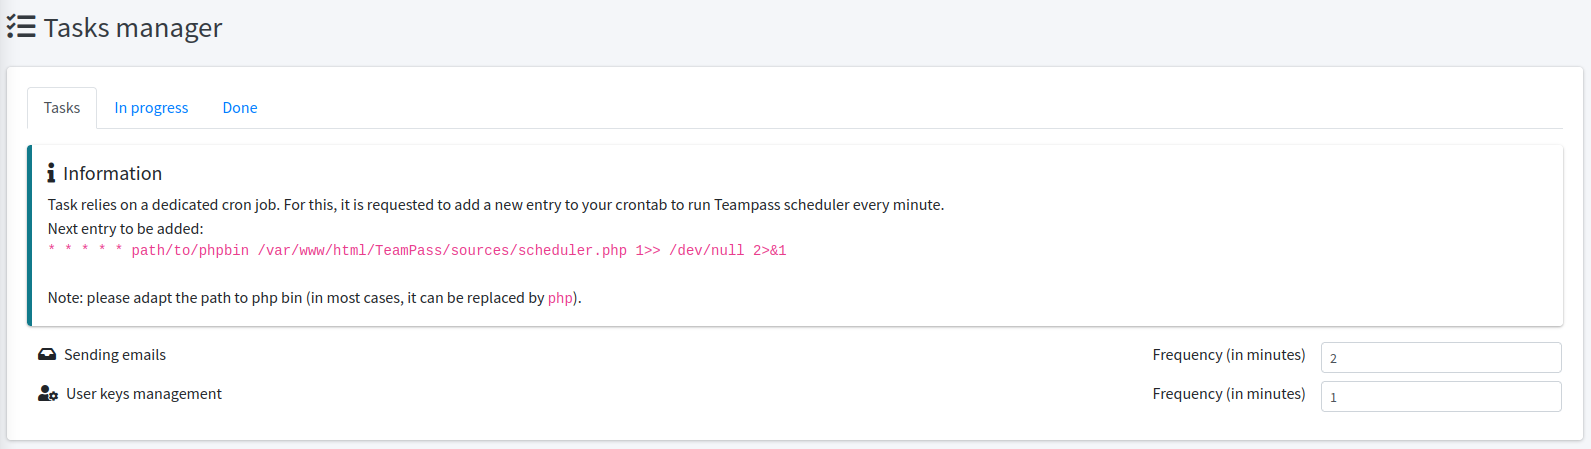 Tasks manager
Tasks In progress Done
Information
Task relies on a dedicated cron job. For this, it is requested to add a new entry to your crontab to run Teampass scheduler every minute.
Next entry to be added:
* * * * * path/to/phpbin /var/www/html/TeamPass/sources/scheduler.php 1>> /dev/null 2>&1
Note: please adapt the path to php bin (in most cases, it can be replaced by php).
Sending emails Frequency (in minutes) 2
User keys management Frequency (in minutes) 1